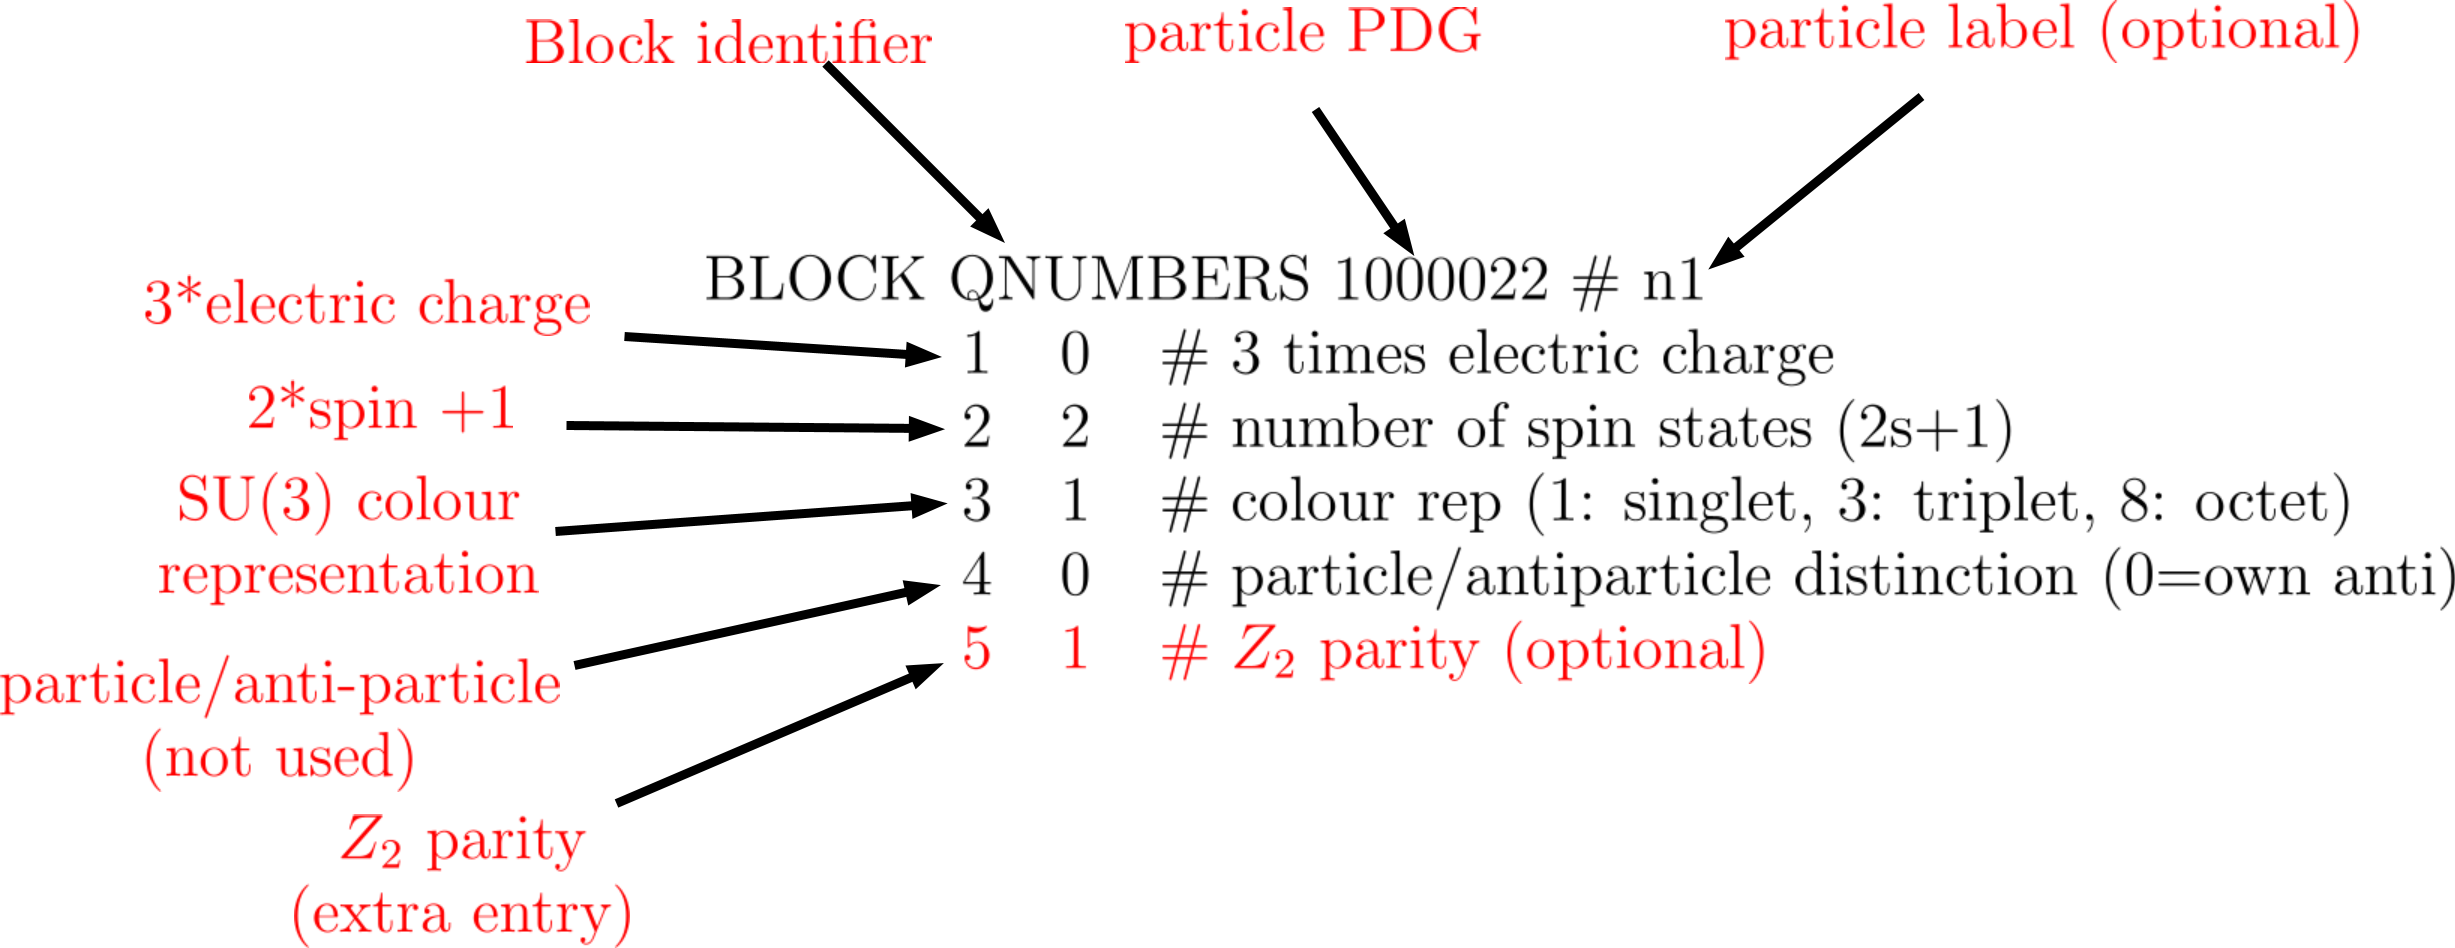 Block identifier
particle PDG
particle label (optional)
BLOCK QNUMBERS 1000022 # n1
3*electric charge
1 0 # 3 times electric charge
2*spin +1
2 2 # number of spin states (2s+1)
SU(3) colour
representation
3 1 # colour rep (1: singlet, 3: triplet, 8: octet)
4 0 # particle/antiparticle distinction (0=own anti)
particle/anti-particle
(not used)
5 1 # Z₂ parity (optional)
Z₂ parity
(extra entry)